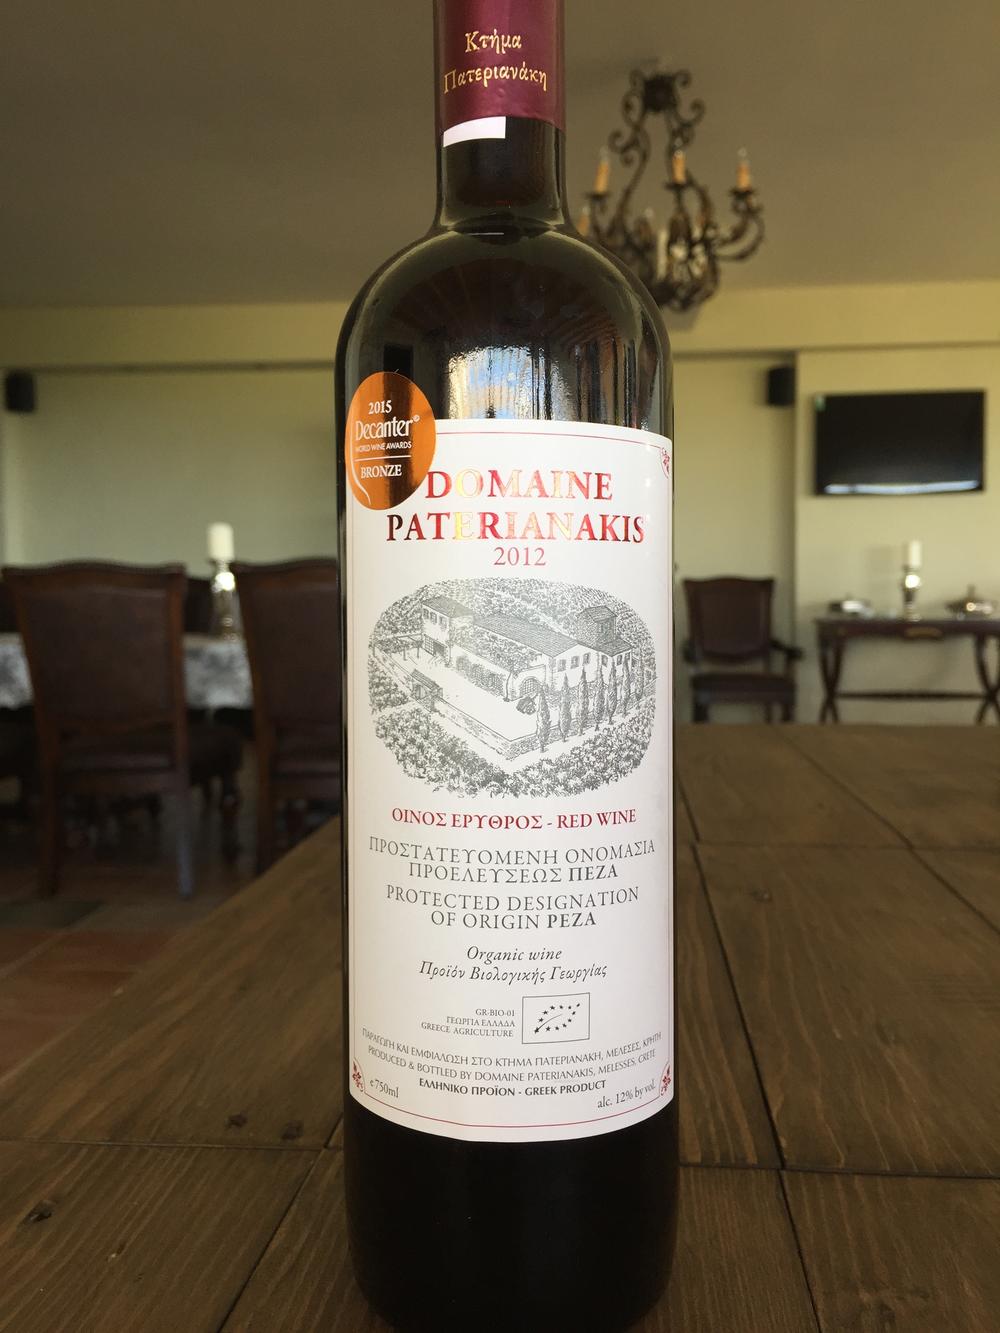 Κτήμα
Πατεριανάκη
2015
Decanter
WORLD WINE AWARDS
BRONZE
DOMAINE
PATERIANAKIS
2012
ΟΙΝΟΣ ΕΡΥΘΡΟΣ - RED WINE
ΠΡΟΣΤΑΤΕΥΟΜΕΝΗ ΟΝΟΜΑΣΙΑ
ΠΡΟΕΛΕΥΣΕΩΣ ΠΕΖΑ
PROTECTED DESIGNATION
OF ORIGIN PEZA
Organic wine
Προϊόν Βιολογικής Γεωργίας
GR-BIO-01
ΓΕΩΡΓΙΑ ΕΛΛΑΔΑ
GREECE AGRICULTURE
ΠΑΡΑΓΩΓΗ ΚΑΙ ΕΜΦΙΑΛΩΣΗ ΣΤΟ ΚΤΗΜΑ ΠΑΤΕΡΙΑΝΑΚΗ, ΜΕΛΕΣΕΣ, ΚΡΗΤΗ
PRODUCED & BOTTLED BY DOMAINE PATERIANAKIS, MELESSES, CRETE
ΕΛΛΗΝΙΚΟ ΠΡΟΪΟΝ - GREEK PRODUCT
e 750ml
alc. 12% by vol.